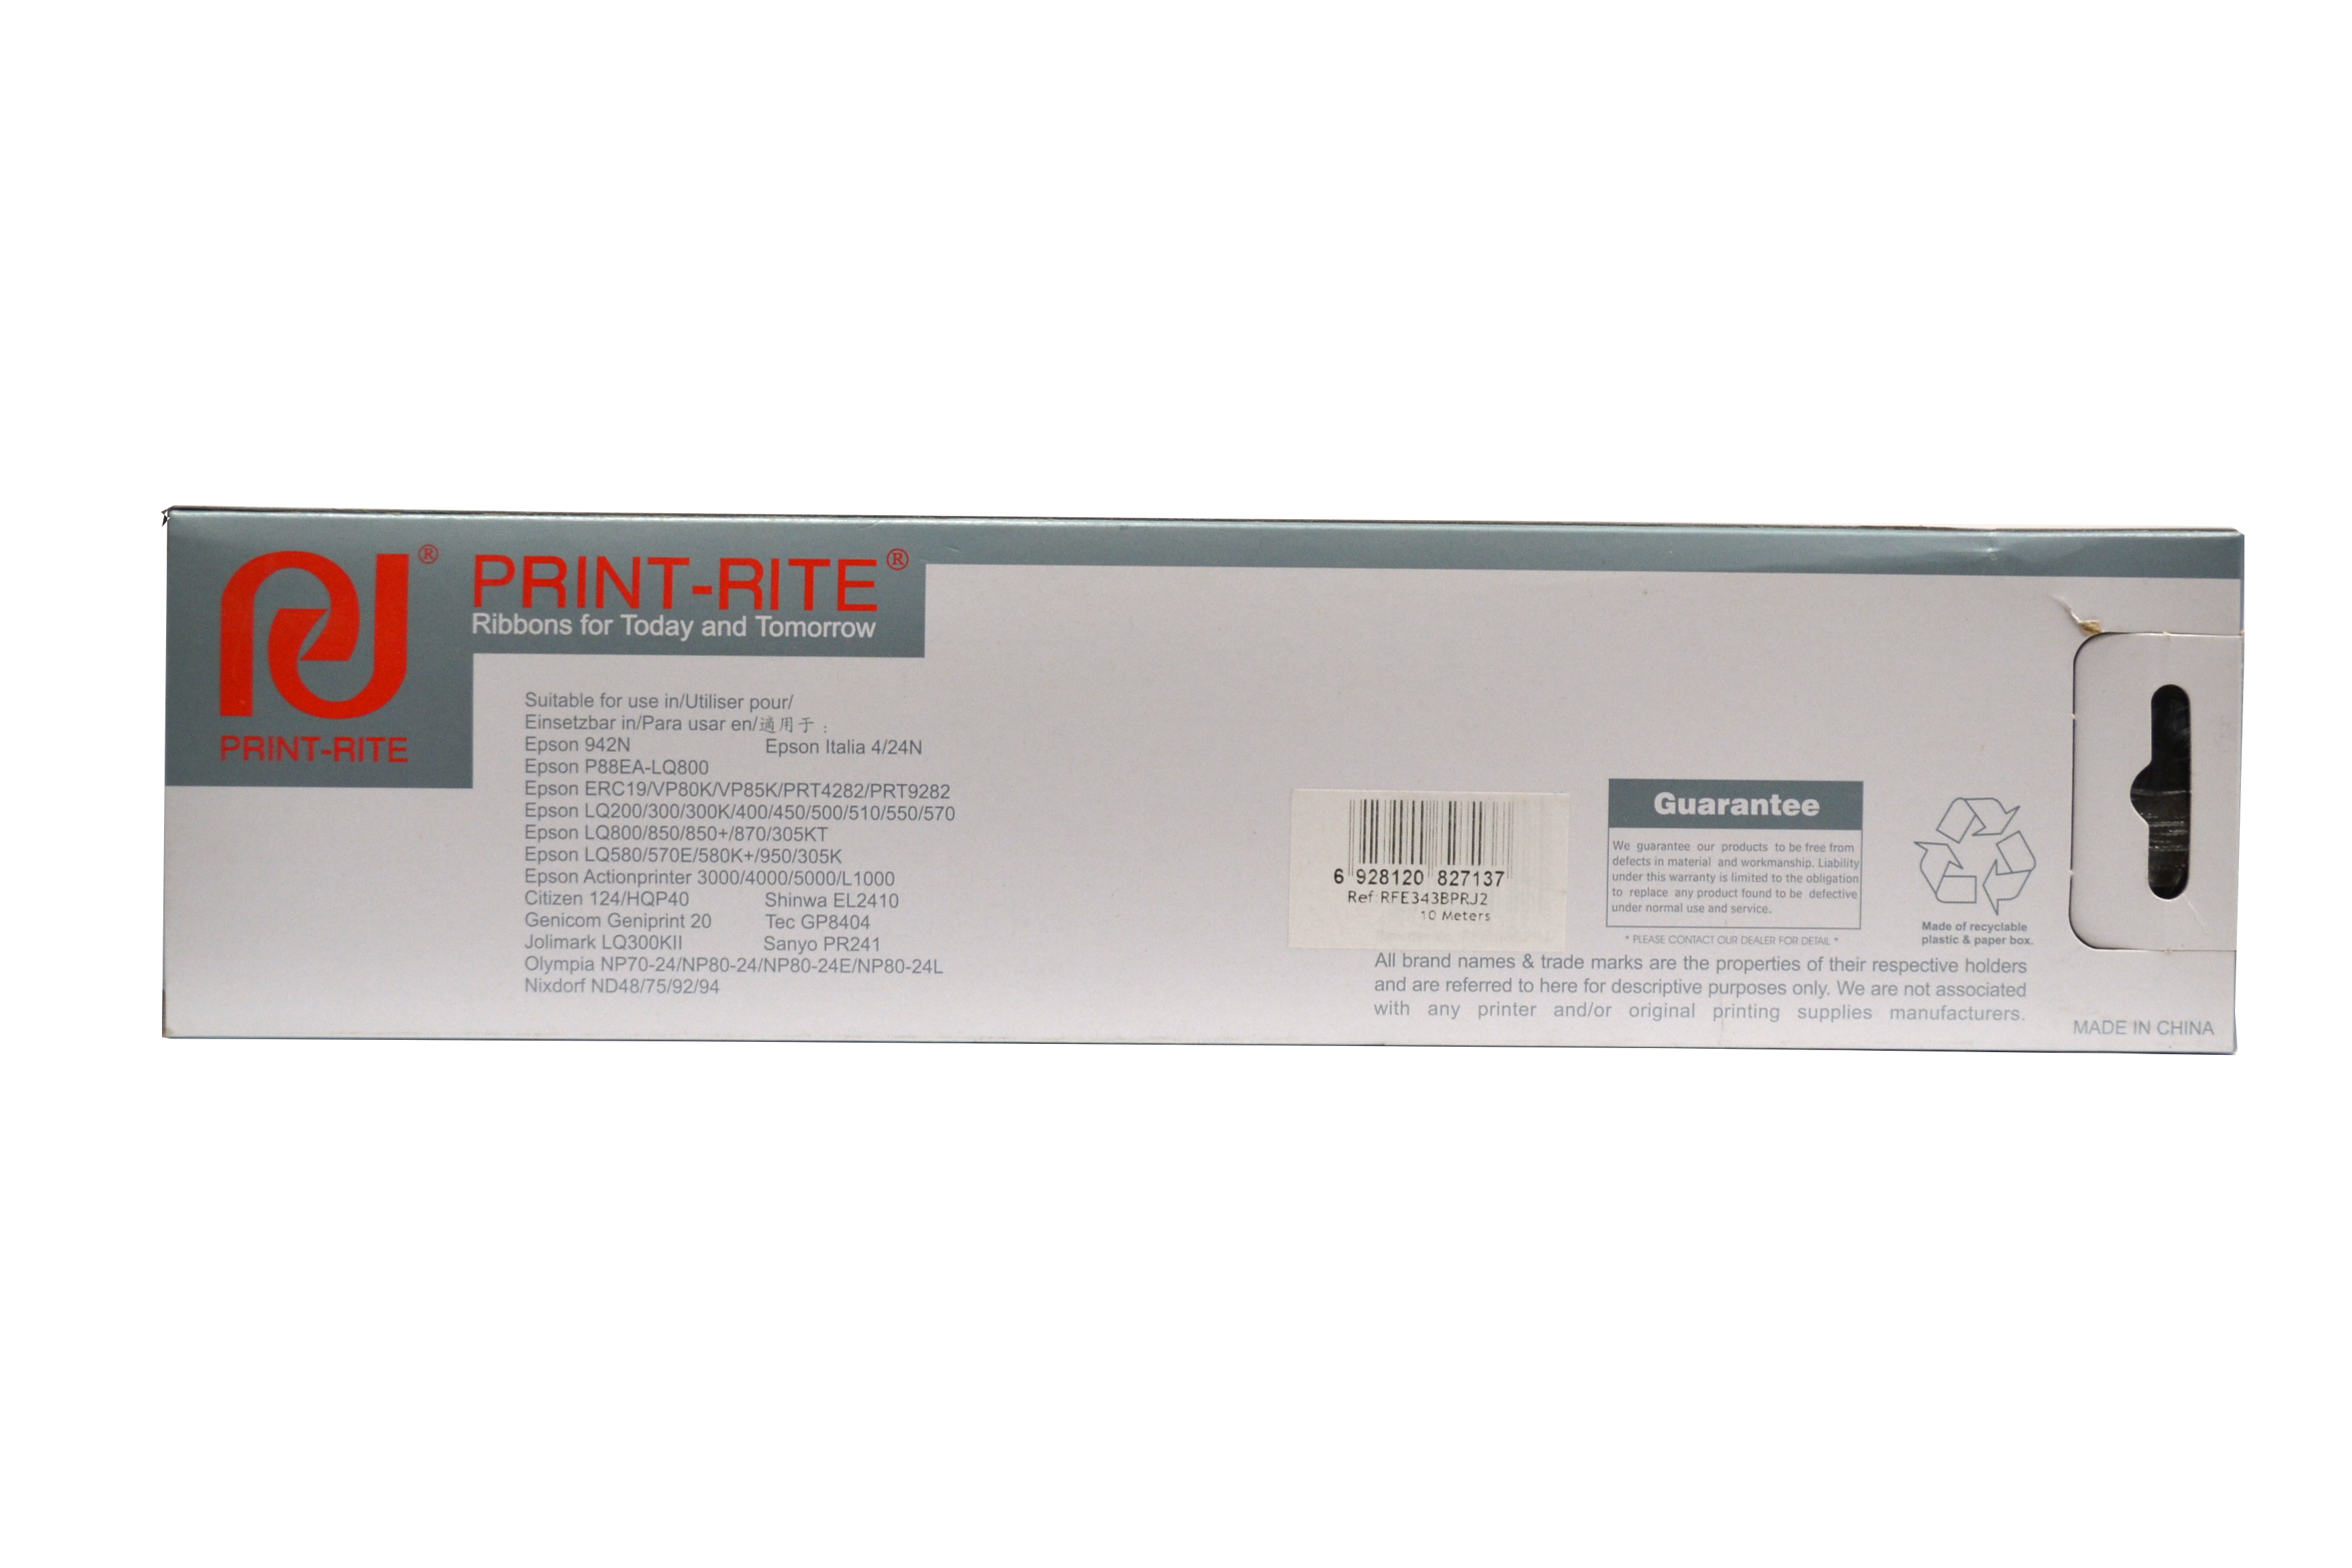 ®
PRINT-RITE
PRINT-RITE®
Ribbons for Today and Tomorrow
Suitable for use in/Utiliser pour/
Einsetzbar in/Para usar en/適用于 :
Epson 942N Epson Italia 4/24N
Epson P88EA-LQ800
Epson ERC19/VP80K/VP85K/PRT4282/PRT9282
Epson LQ200/300/300K/400/450/500/510/550/570
Epson LQ800/850/850+/870/305KT
Epson LQ580/570E/580K+/950/305K
Epson Actionprinter 3000/4000/5000/L1000
Citizen 124/HQP40 Shinwa EL2410
Genicom Geniprint 20 Tec GP8404
Jolimark LQ300KII Sanyo PR241
Olympia NP70-24/NP80-24/NP80-24E/NP80-24L
Nixdorf ND48/75/92/94
6 928120 827137
Ref:RFE343BPRJ2
10 Meters
Guarantee
We guarantee our products to be free from
defects in material and workmanship. Liability
under this warranty is limited to the obligation
to replace any product found to be defective
under normal use and service.
* PLEASE CONTACT OUR DEALER FOR DETAIL *
Made of recyclable
plastic & paper box.
All brand names & trade marks are the properties of their respective holders
and are referred to here for descriptive purposes only. We are not associated
with any printer and/or original printing supplies manufacturers.
MADE IN CHINA